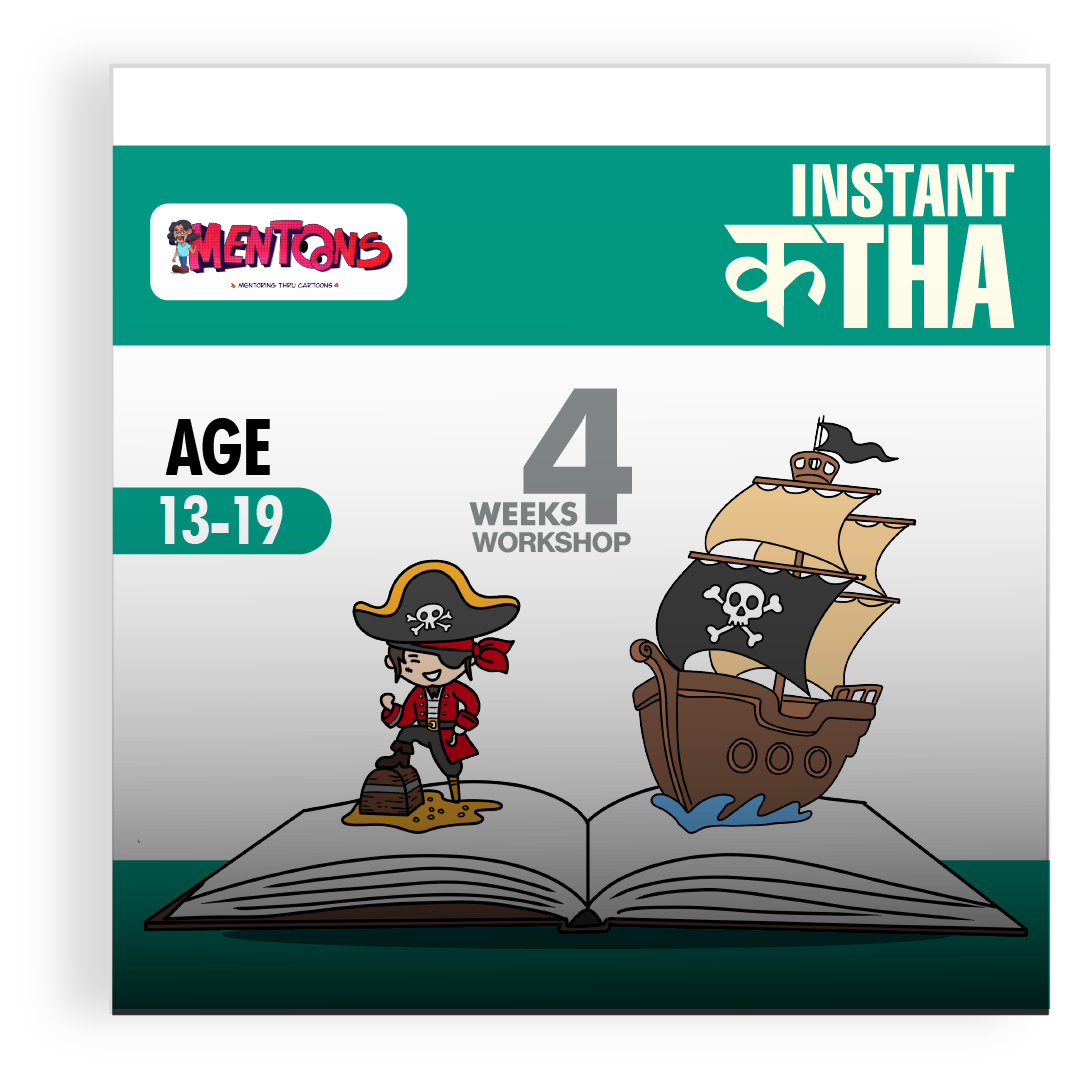 MENTOONS
MENTORING THRU CARTOONS
INSTANT
कTHA
AGE
13-19
4
WEEKS
WORKSHOP